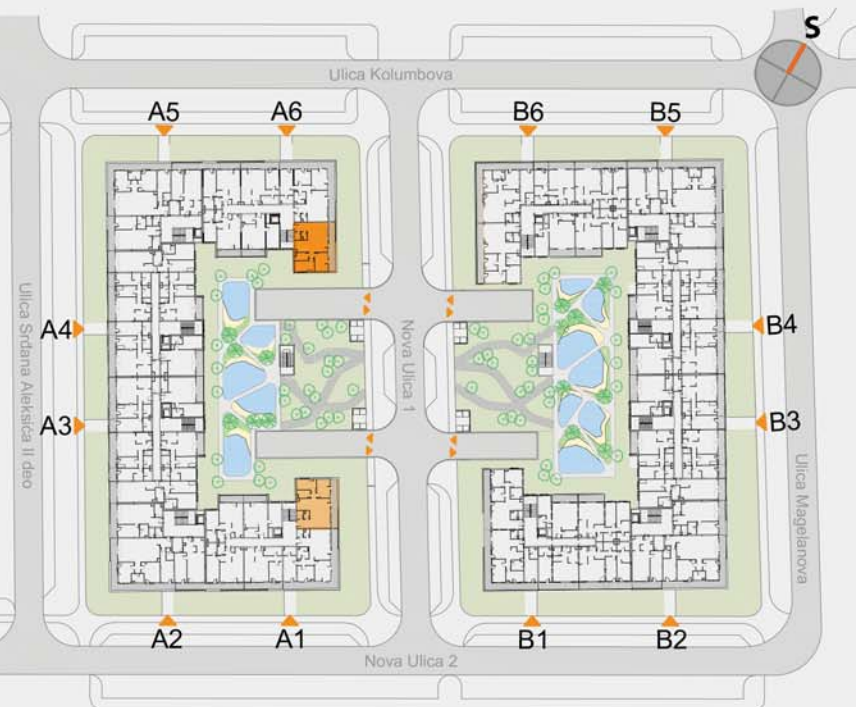 S
Ulica Kolumbova
A5
A6
B6
B5
Ulica Srđana Aleksića II deo
A4
Nova Ulica 1
B4
A3
B3
Ulica Magelanova
A2
A1
B1
B2
Nova Ulica 2